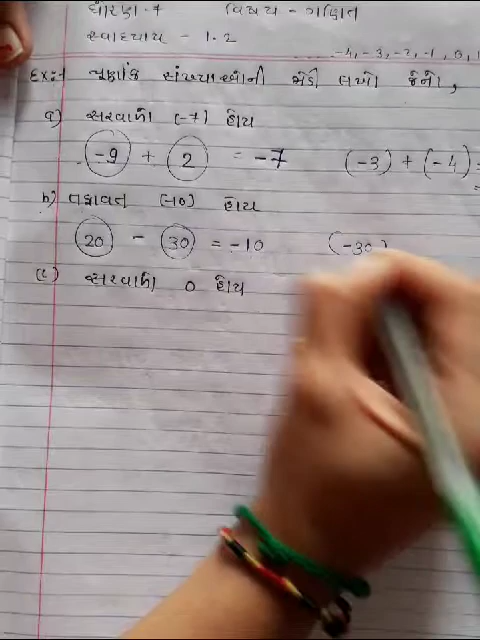 ધોરણ.7 વિષય - ગણિત
સ્વાધ્યાય - 1.2
-4, -3, -2, -1, 0, 1
Ex:-1 પૂર્ણાંક સંખ્યાઓની જોડી લખો જેનો,
a) સરવાળો (-7) હોય
-9 + 2 = -7 (-3) + (-4) =
b) તફાવત (-10) હોય
20 - 30 = -10 (-30)
(c) સરવાળો 0 હોય